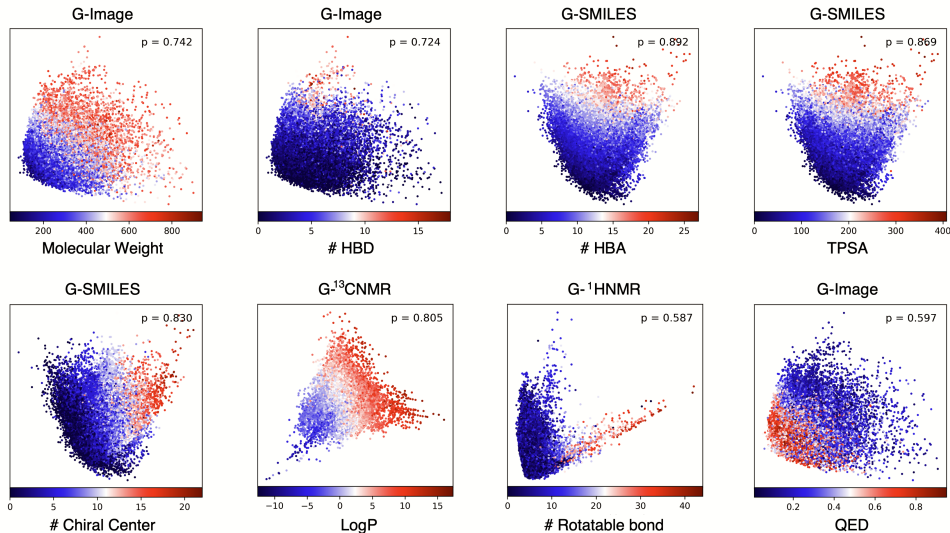 G-Image
p = 0.742
200 400 600 800
Molecular Weight
G-Image
p = 0.724
0 5 10 15
# HBD
G-SMILES
p = 0.892
0 5 10 15 20 25
# HBA
G-SMILES
p = 0.869
0 100 200 300 400
TPSA
G-SMILES
p = 0.830
0 5 10 15 20
# Chiral Center
G-¹³CNMR
p = 0.805
−10 −5 0 5 10 15
LogP
G-¹HNMR
p = 0.587
0 10 20 30 40
# Rotatable bond
G-Image
p = 0.597
0.2 0.4 0.6 0.8
QED